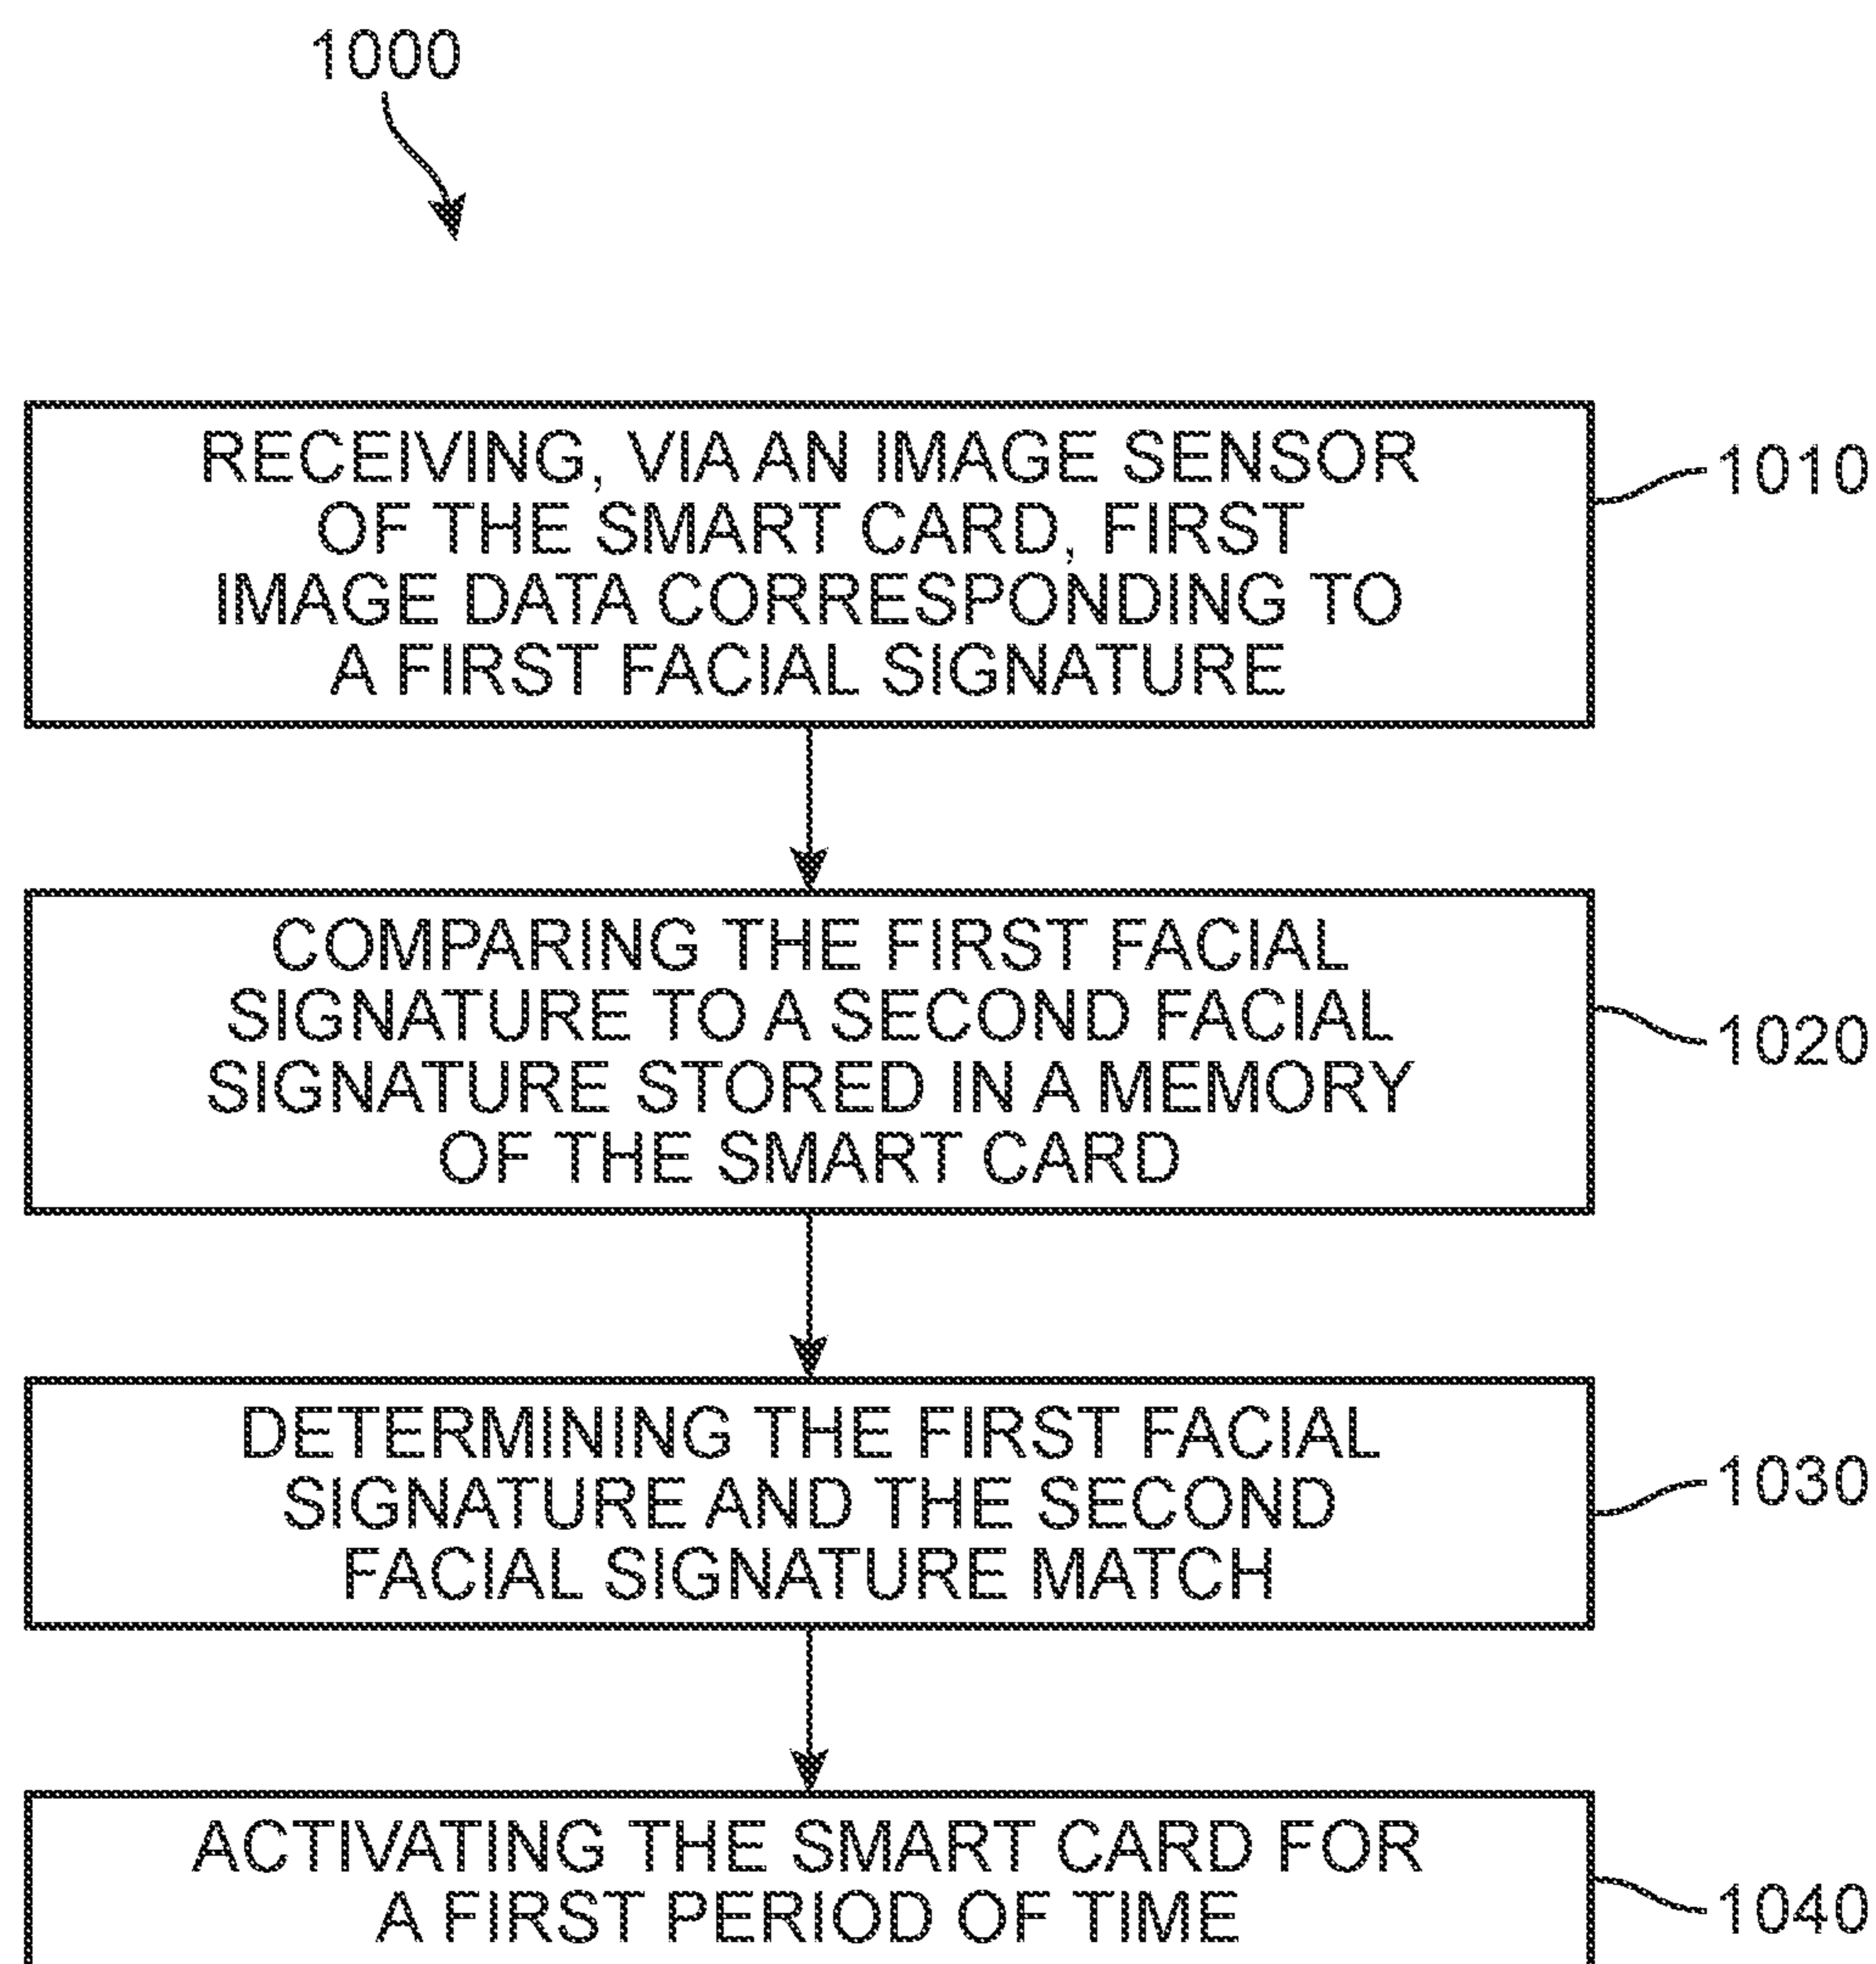 1000
RECEIVING, VIA AN IMAGE SENSOR
OF THE SMART CARD, FIRST
IMAGE DATA CORRESPONDING TO
A FIRST FACIAL SIGNATURE
1010
COMPARING THE FIRST FACIAL
SIGNATURE TO A SECOND FACIAL
SIGNATURE STORED IN A MEMORY
OF THE SMART CARD
1020
DETERMINING THE FIRST FACIAL
SIGNATURE AND THE SECOND
FACIAL SIGNATURE MATCH
1030
ACTIVATING THE SMART CARD FOR
A FIRST PERIOD OF TIME
1040